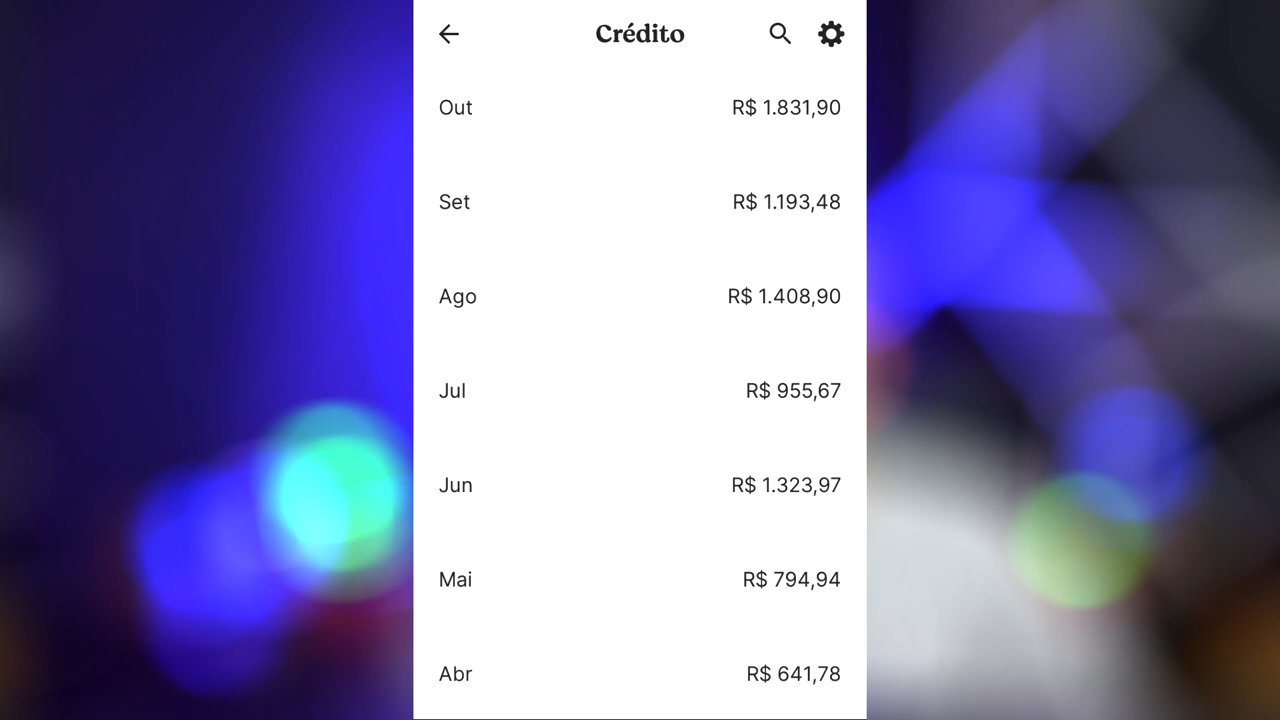 Crédito
Out R$ 1.831,90
Set R$ 1.193,48
Ago R$ 1.408,90
Jul R$ 955,67
Jun R$ 1.323,97
Mai R$ 794,94
Abr R$ 641,78